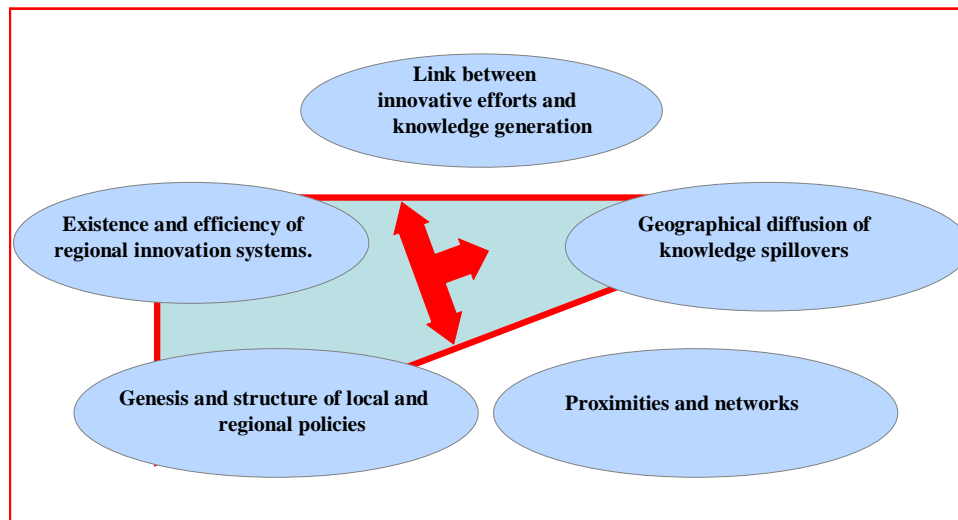 Link between
innovative efforts and
knowledge generation
Existence and efficiency of
regional innovation systems.
Geographical diffusion of
knowledge spillovers
Genesis and structure of local and
regional policies
Proximities and networks